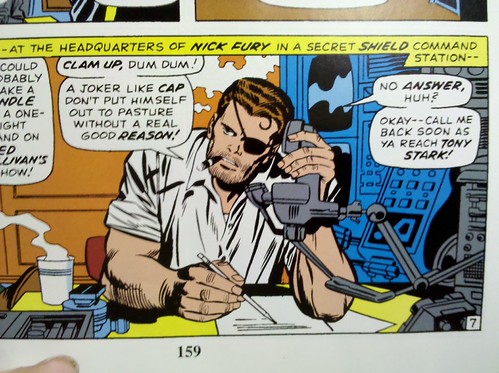 --AT THE HEADQUARTERS OF NICK FURY IN A SECRET SHIELD COMMAND
STATION--
COULD
OBABLY
AKE A
NDLE
A ONE-
IGHT
AND ON
ED
LLIVAN'S
HOW!
CLAM UP, DUM DUM!
A JOKER LIKE CAP
DON'T PUT HIMSELF
OUT TO PASTURE
WITHOUT A REAL
GOOD REASON!
NO ANSWER,
HUH?
OKAY--CALL ME
BACK SOON AS
YA REACH TONY
STARK!
7
159